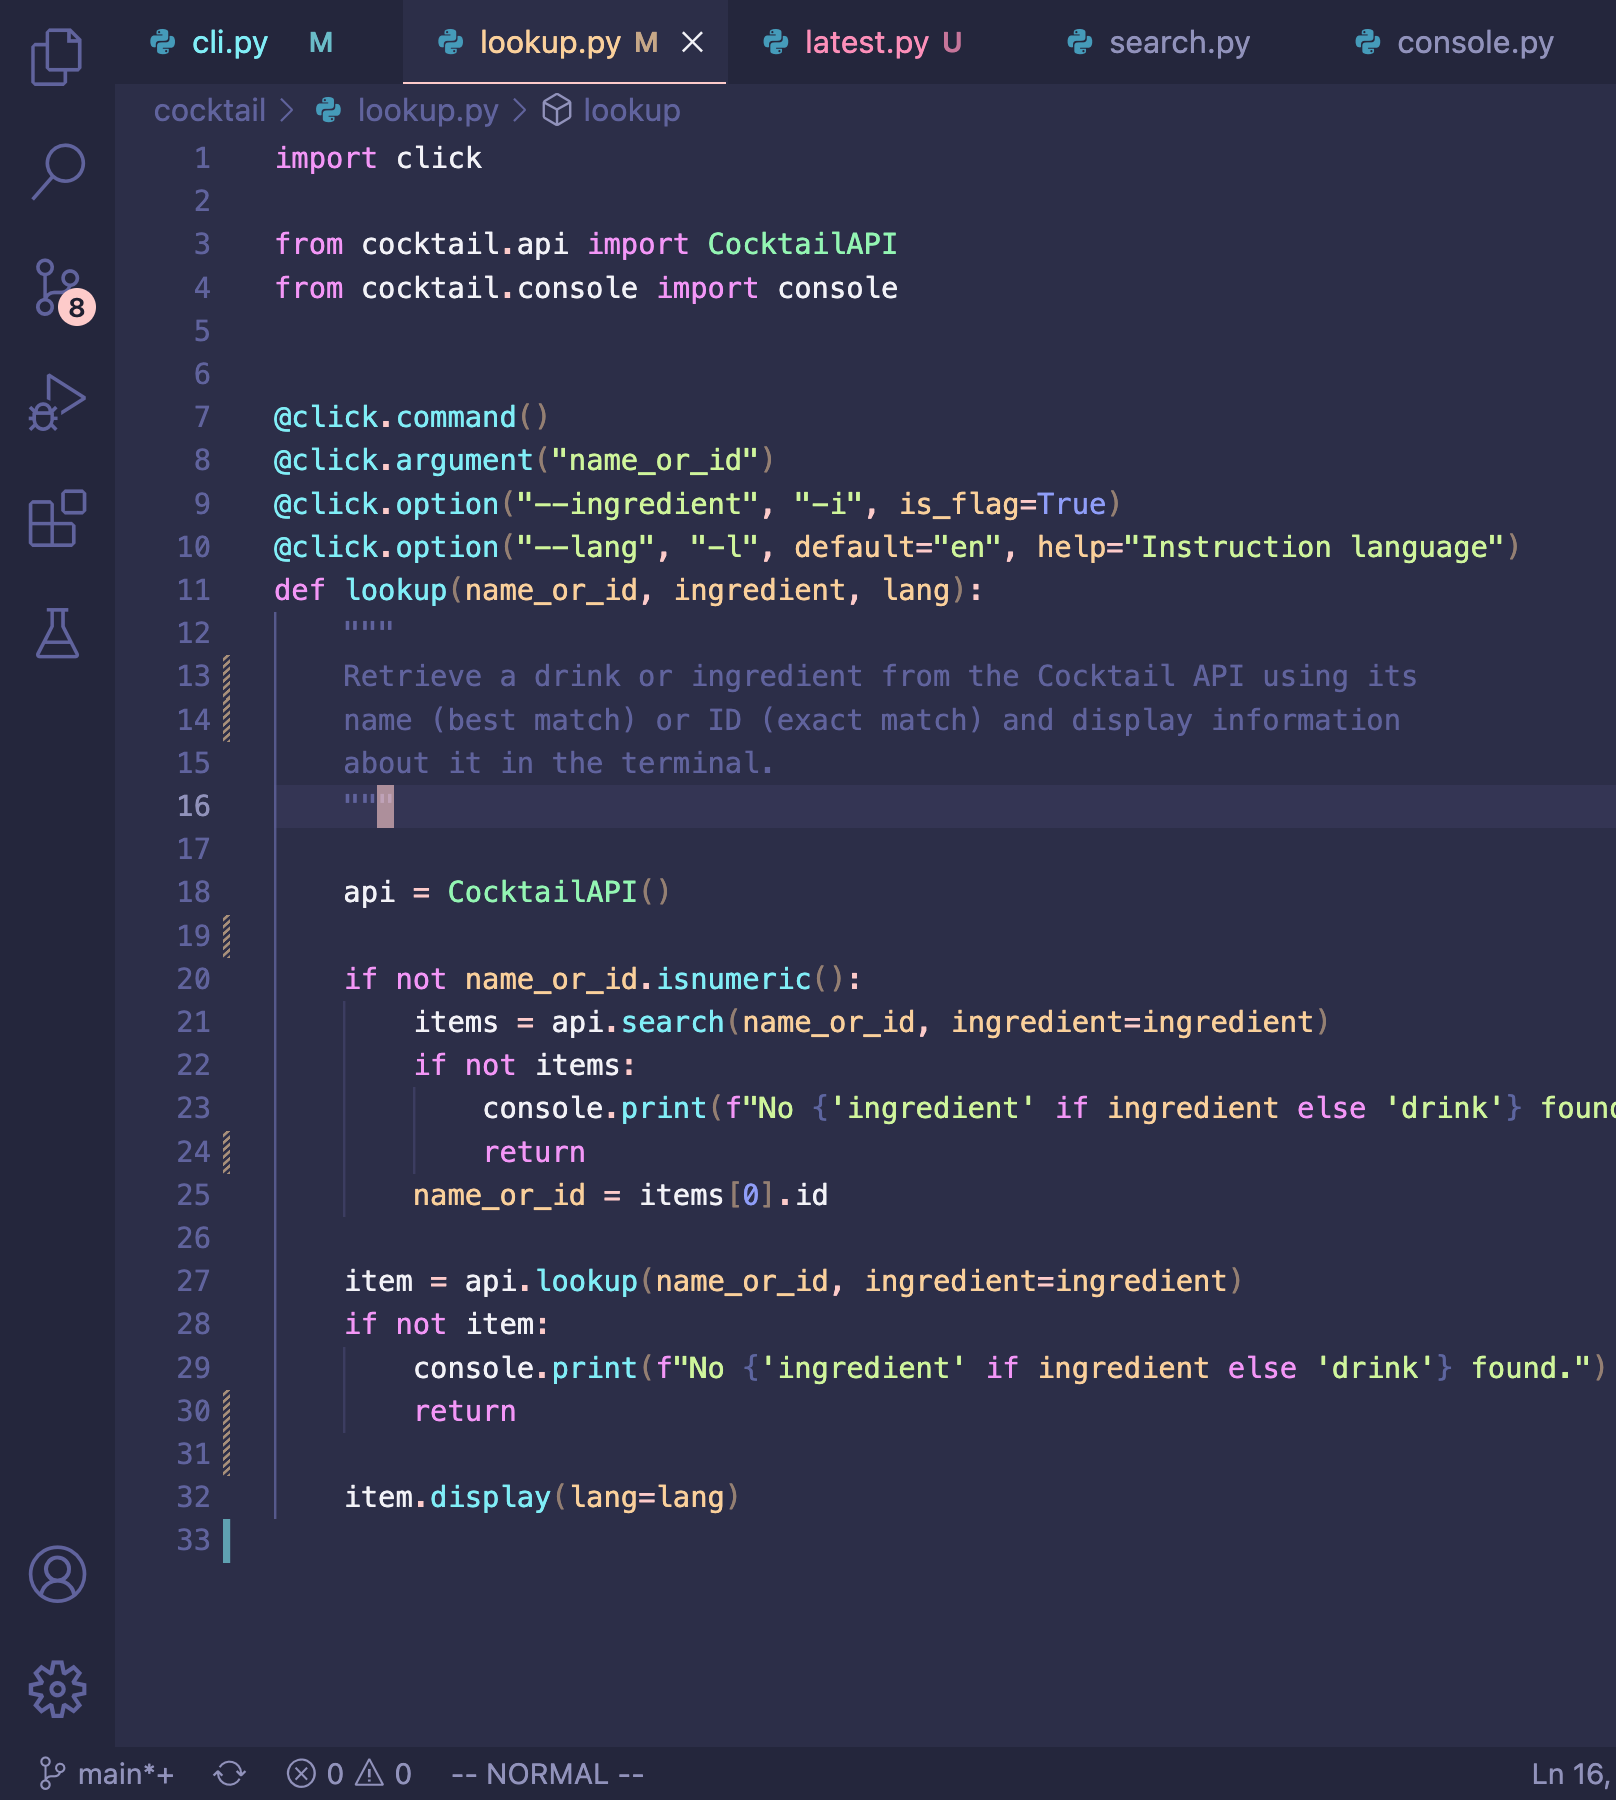 cli.py M lookup.py M latest.py U search.py console.py
cocktail > lookup.py > lookup
8
1 import click
2
3 from cocktail.api import CocktailAPI
4 from cocktail.console import console
5
6
7 @click.command()
8 @click.argument("name_or_id")
9 @click.option("--ingredient", "-i", is_flag=True)
10 @click.option("--lang", "-l", default="en", help="Instruction language")
11 def lookup(name_or_id, ingredient, lang):
12     """
13     Retrieve a drink or ingredient from the Cocktail API using its
14     name (best match) or ID (exact match) and display information
15     about it in the terminal.
16     """
17
18     api = CocktailAPI()
19
20     if not name_or_id.isnumeric():
21         items = api.search(name_or_id, ingredient=ingredient)
22         if not items:
23             console.print(f"No {'ingredient' if ingredient else 'drink'} foun
24             return
25         name_or_id = items[0].id
26
27     item = api.lookup(name_or_id, ingredient=ingredient)
28     if not item:
29         console.print(f"No {'ingredient' if ingredient else 'drink'} found.")
30         return
31
32     item.display(lang=lang)
33
main*+ 0 0 -- NORMAL -- Ln 16,